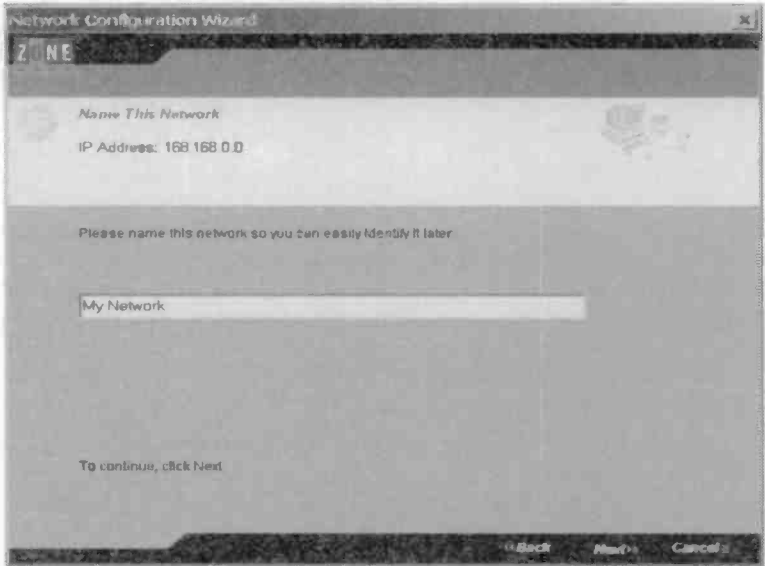 Network Configuration Wizard
ZONE
Name This Network
IP Address: 168.168.0.0
Please name this network so you can easily identify it later
My Network
To continue, click Next
<<Back Next>> Cancel